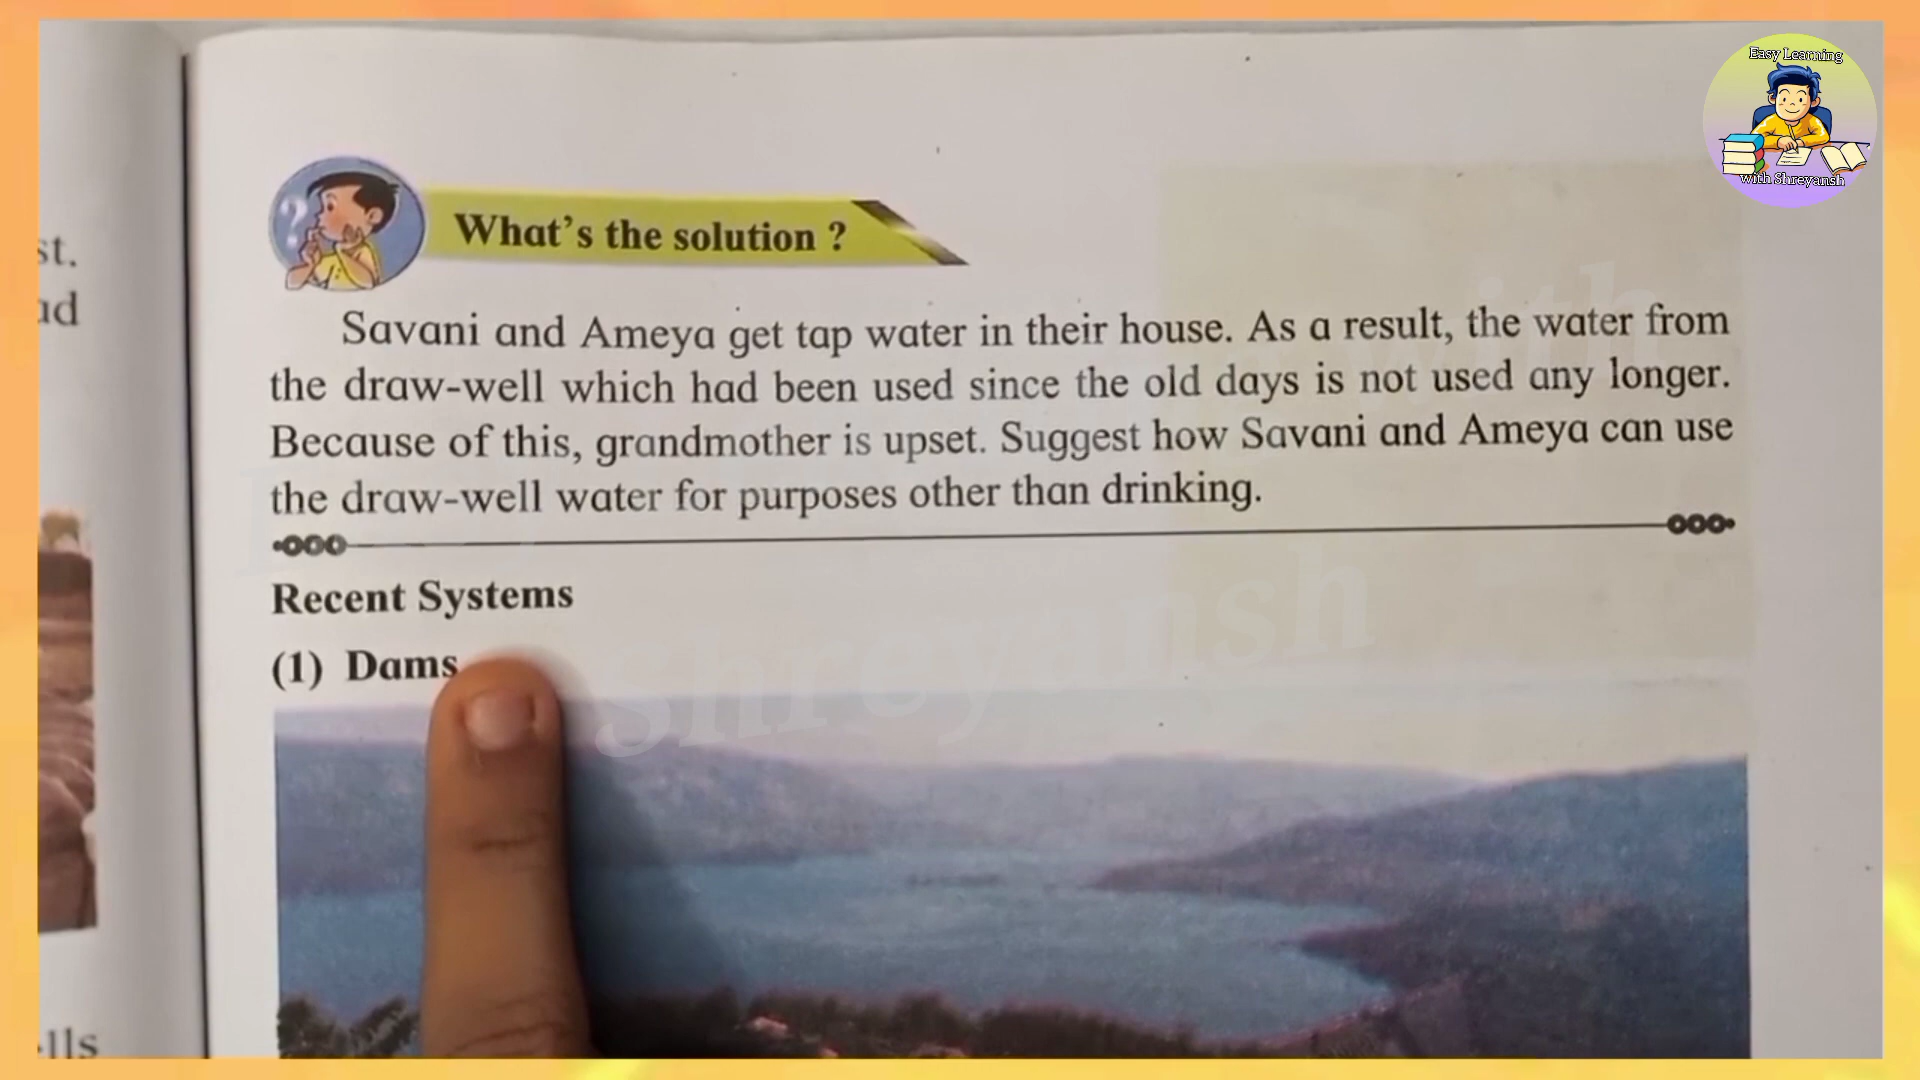 Easy Learning
with Shreyansh
st.
What's the solution ?
Savani and Ameya get tap water in their house. As a result, the water from
the draw-well which had been used since the old days is not used any longer.
Because of this, grandmother is upset. Suggest how Savani and Ameya can use
the draw-well water for purposes other than drinking.
Recent Systems
(1) Dams
shreyansh